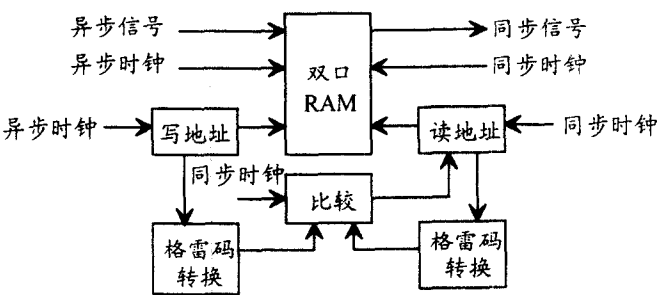 异步信号
同步信号
异步时钟
双口
RAM
同步时钟
异步时钟
写地址
读地址
同步时钟
同步时钟
比较
格雷码
转换
格雷码
转换